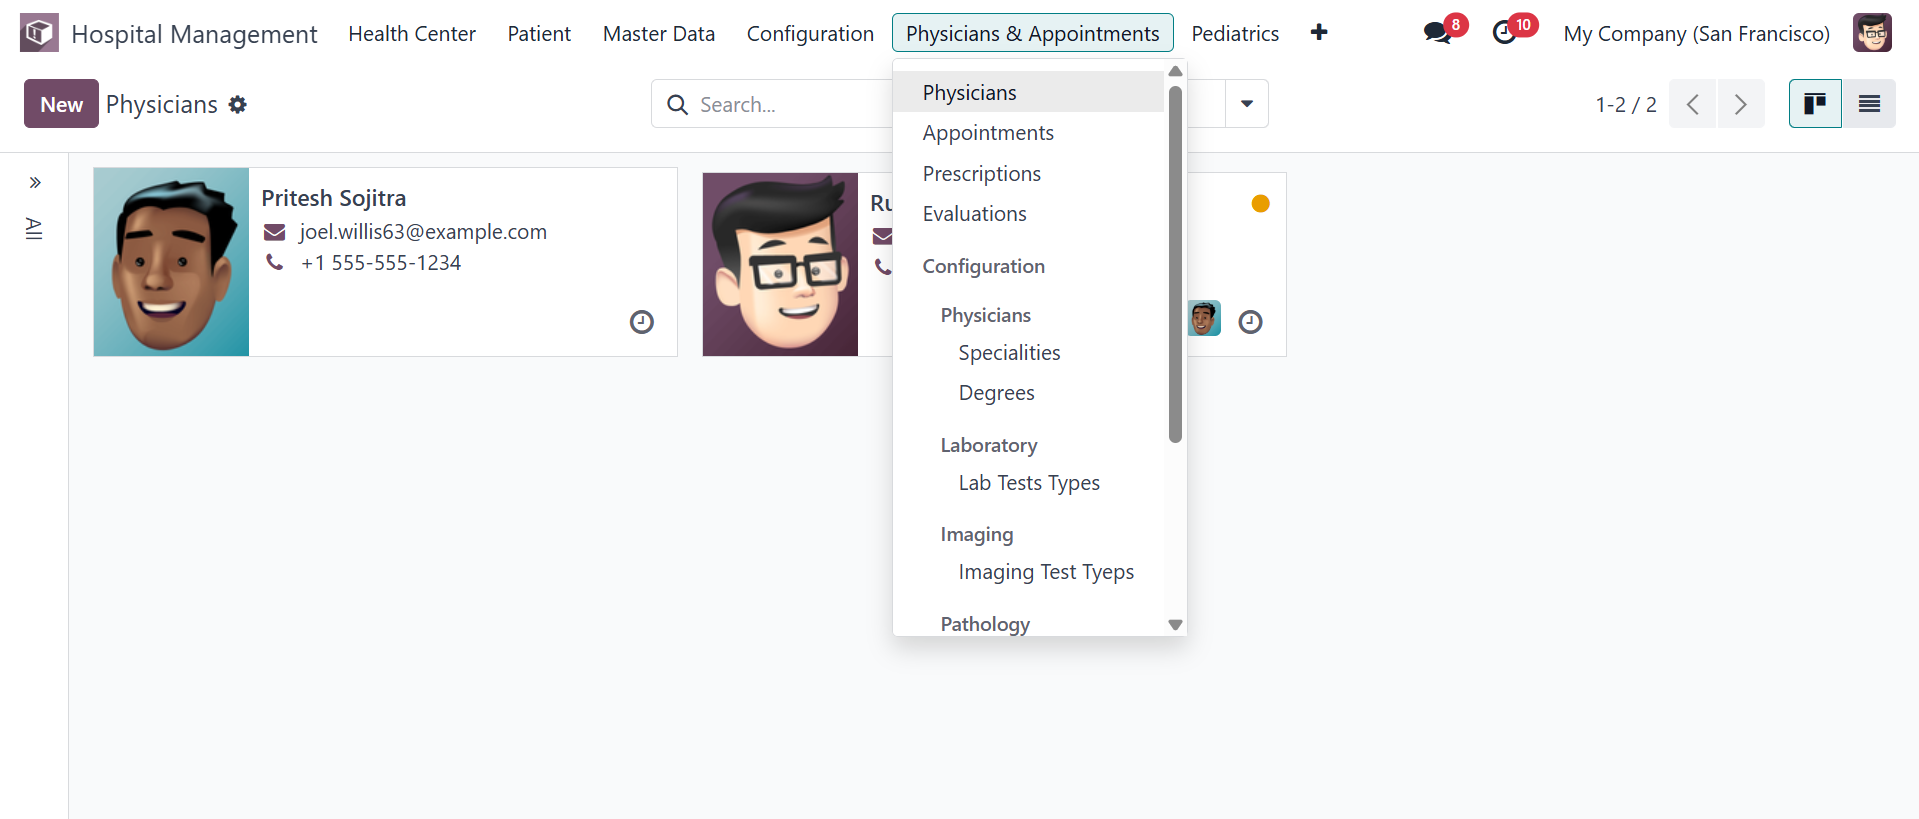 Hospital Management Health Center Patient Master Data Configuration Physicians & Appointments Pediatrics 8 10 My Company (San Francisco)
New Physicians Search... 1-2 / 2
All
Pritesh Sojitra
joel.willis63@example.com
+1 555-555-1234
Ru
Physicians
Appointments
Prescriptions
Evaluations
Configuration
Physicians
Specialities
Degrees
Laboratory
Lab Tests Types
Imaging
Imaging Test Tyeps
Pathology